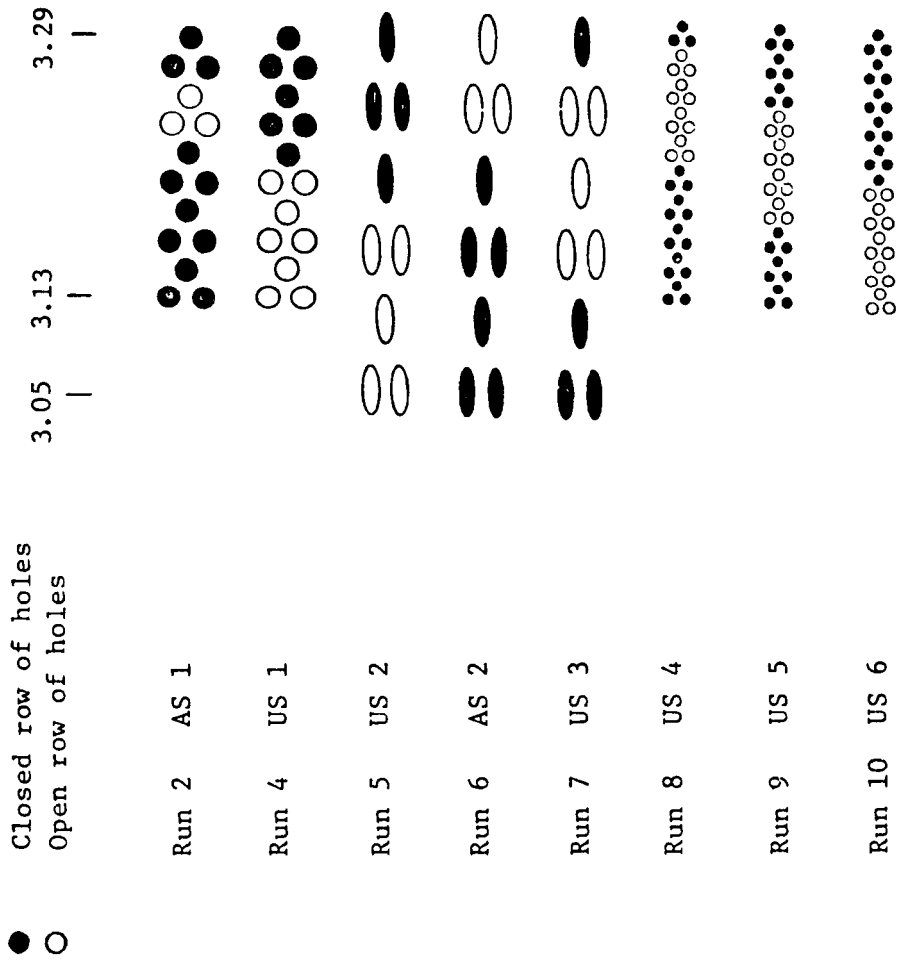 Closed row of holes
Open row of holes
3.05 3.13 3.29
Run 2 AS 1
Run 4 US 1
Run 5 US 2
Run 6 AS 2
Run 7 US 3
Run 8 US 4
Run 9 US 5
Run 10 US 6